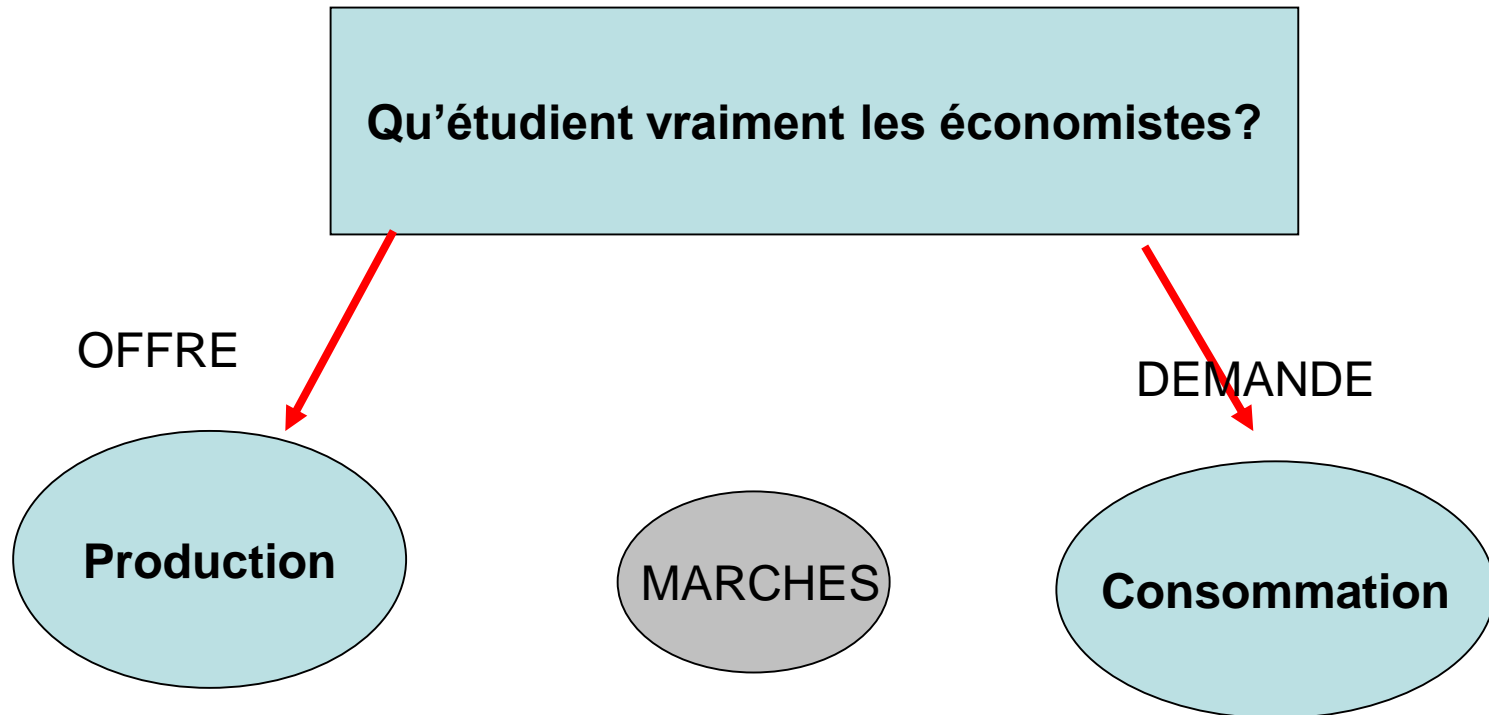 Qu’étudient vraiment les économistes?
OFFRE
DEMANDE
Production
MARCHES
Consommation